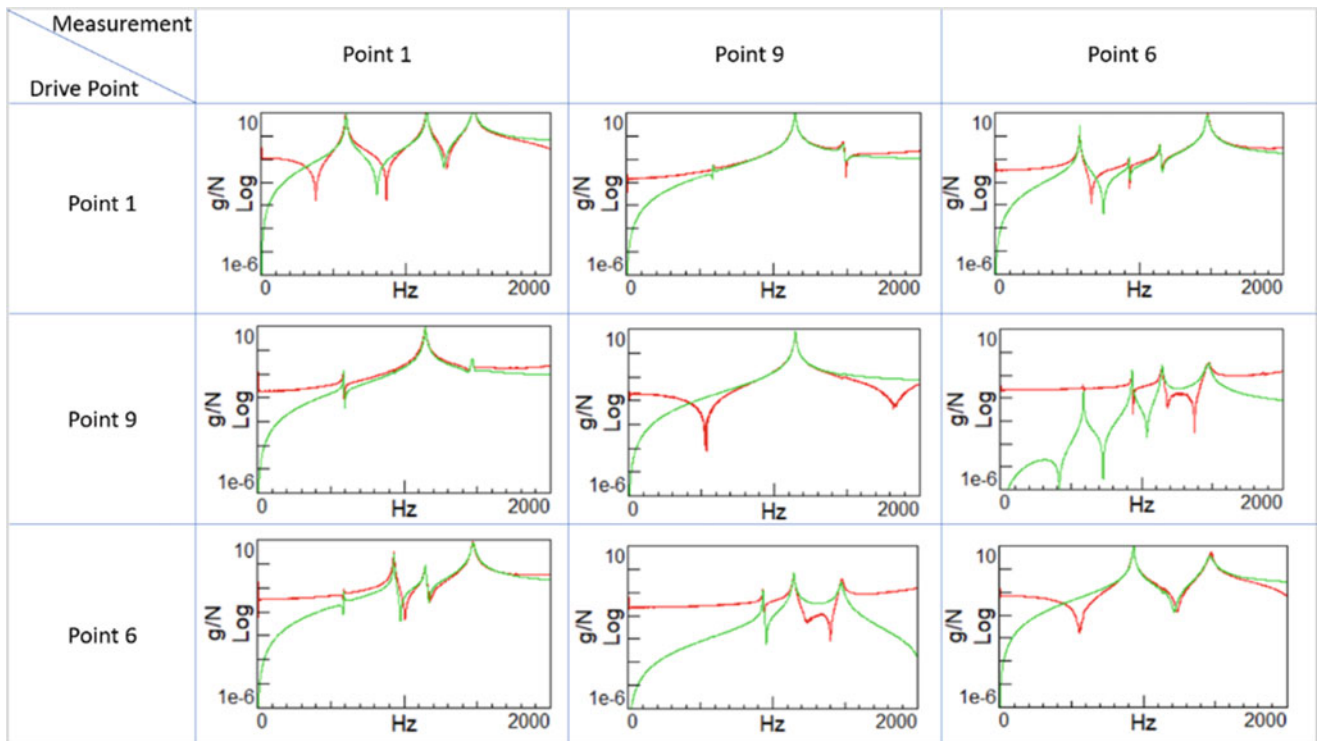 Measurement
Drive Point
Point 1
Point 9
Point 6
Point 1
10
g/N
Log
1e-6
0
Hz
2000
10
g/N
Log
1e-6
0
Hz
2000
10
g/N
Log
1e-6
0
Hz
2000
Point 9
10
g/N
Log
1e-6
0
Hz
2000
10
g/N
Log
1e-6
0
Hz
2000
10
g/N
Log
1e-6
0
Hz
2000
Point 6
10
g/N
Log
1e-6
0
Hz
2000
10
g/N
Log
1e-6
0
Hz
2000
10
g/N
Log
1e-6
0
Hz
2000